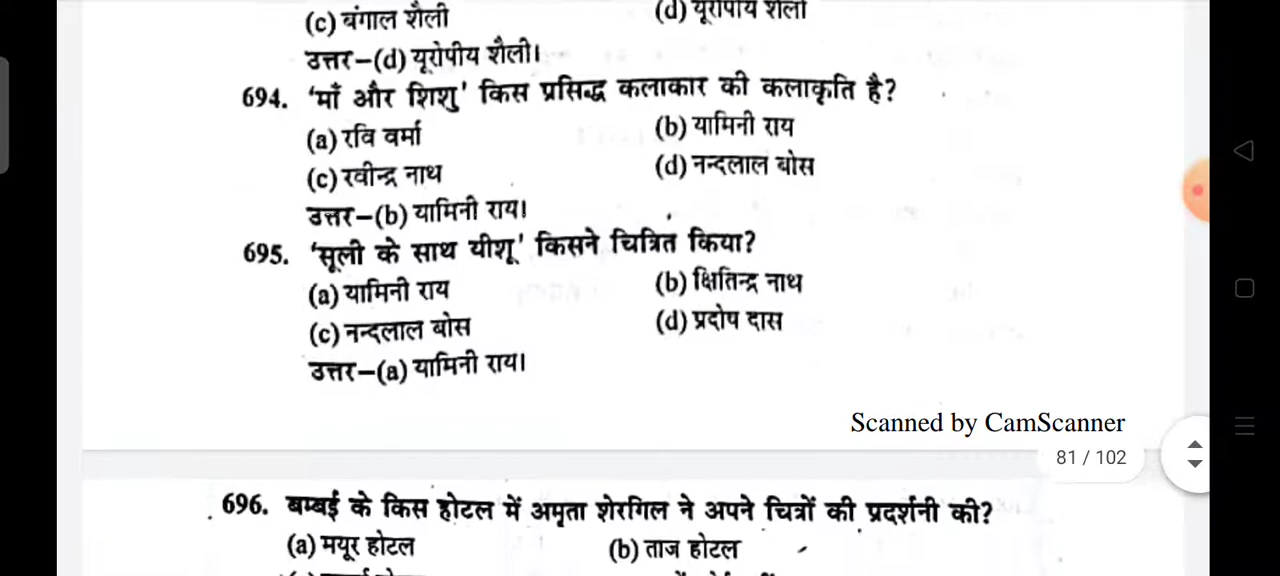 (c) बंगाल शैली (d) यूरोपीय शैली
उत्तर–(d) यूरोपीय शैली।
694. 'माँ और शिशु' किस प्रसिद्ध कलाकार की कलाकृति है?
(a) रवि वर्मा (b) यामिनी राय
(c) रवीन्द्र नाथ (d) नन्दलाल बोस
उत्तर–(b) यामिनी राय।
695. 'सूली के साथ यीशू' किसने चित्रित किया?
(a) यामिनी राय (b) क्षितिन्द्र नाथ
(c) नन्दलाल बोस (d) प्रदोष दास
उत्तर–(a) यामिनी राय।
Scanned by CamScanner
81 / 102
696. बम्बई के किस होटल में अमृता शेरगिल ने अपने चित्रों की प्रदर्शनी की?
(a) मयूर होटल (b) ताज होटल